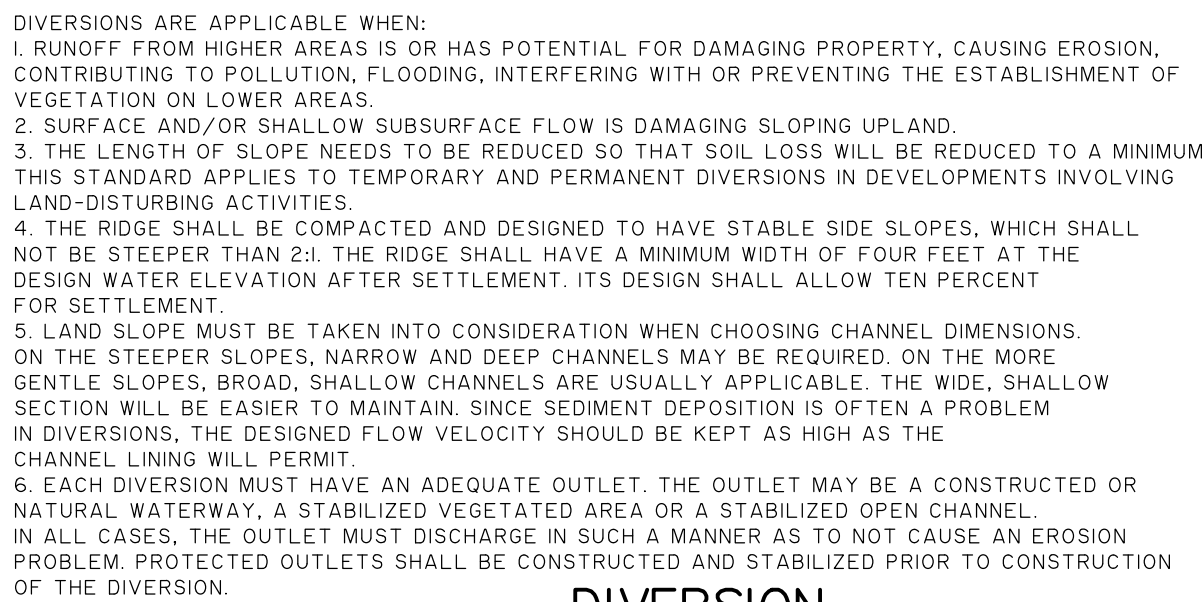 DIVERSIONS ARE APPLICABLE WHEN:
1. RUNOFF FROM HIGHER AREAS IS OR HAS POTENTIAL FOR DAMAGING PROPERTY, CAUSING EROSION,
CONTRIBUTING TO POLLUTION, FLOODING, INTERFERING WITH OR PREVENTING THE ESTABLISHMENT OF
VEGETATION ON LOWER AREAS.
2. SURFACE AND/OR SHALLOW SUBSURFACE FLOW IS DAMAGING SLOPING UPLAND.
3. THE LENGTH OF SLOPE NEEDS TO BE REDUCED SO THAT SOIL LOSS WILL BE REDUCED TO A MINIMUM
THIS STANDARD APPLIES TO TEMPORARY AND PERMANENT DIVERSIONS IN DEVELOPMENTS INVOLVING
LAND-DISTURBING ACTIVITIES.
4. THE RIDGE SHALL BE COMPACTED AND DESIGNED TO HAVE STABLE SIDE SLOPES, WHICH SHALL
NOT BE STEEPER THAN 2:1. THE RIDGE SHALL HAVE A MINIMUM WIDTH OF FOUR FEET AT THE
DESIGN WATER ELEVATION AFTER SETTLEMENT. ITS DESIGN SHALL ALLOW TEN PERCENT
FOR SETTLEMENT.
5. LAND SLOPE MUST BE TAKEN INTO CONSIDERATION WHEN CHOOSING CHANNEL DIMENSIONS.
ON THE STEEPER SLOPES, NARROW AND DEEP CHANNELS MAY BE REQUIRED. ON THE MORE
GENTLE SLOPES, BROAD, SHALLOW CHANNELS ARE USUALLY APPLICABLE. THE WIDE, SHALLOW
SECTION WILL BE EASIER TO MAINTAIN. SINCE SEDIMENT DEPOSITION IS OFTEN A PROBLEM
IN DIVERSIONS, THE DESIGNED FLOW VELOCITY SHOULD BE KEPT AS HIGH AS THE
CHANNEL LINING WILL PERMIT.
6. EACH DIVERSION MUST HAVE AN ADEQUATE OUTLET. THE OUTLET MAY BE A CONSTRUCTED OR
NATURAL WATERWAY, A STABILIZED VEGETATED AREA OR A STABILIZED OPEN CHANNEL.
IN ALL CASES, THE OUTLET MUST DISCHARGE IN SUCH A MANNER AS TO NOT CAUSE AN EROSION
PROBLEM. PROTECTED OUTLETS SHALL BE CONSTRUCTED AND STABILIZED PRIOR TO CONSTRUCTION
OF THE DIVERSION.
DIVERSION